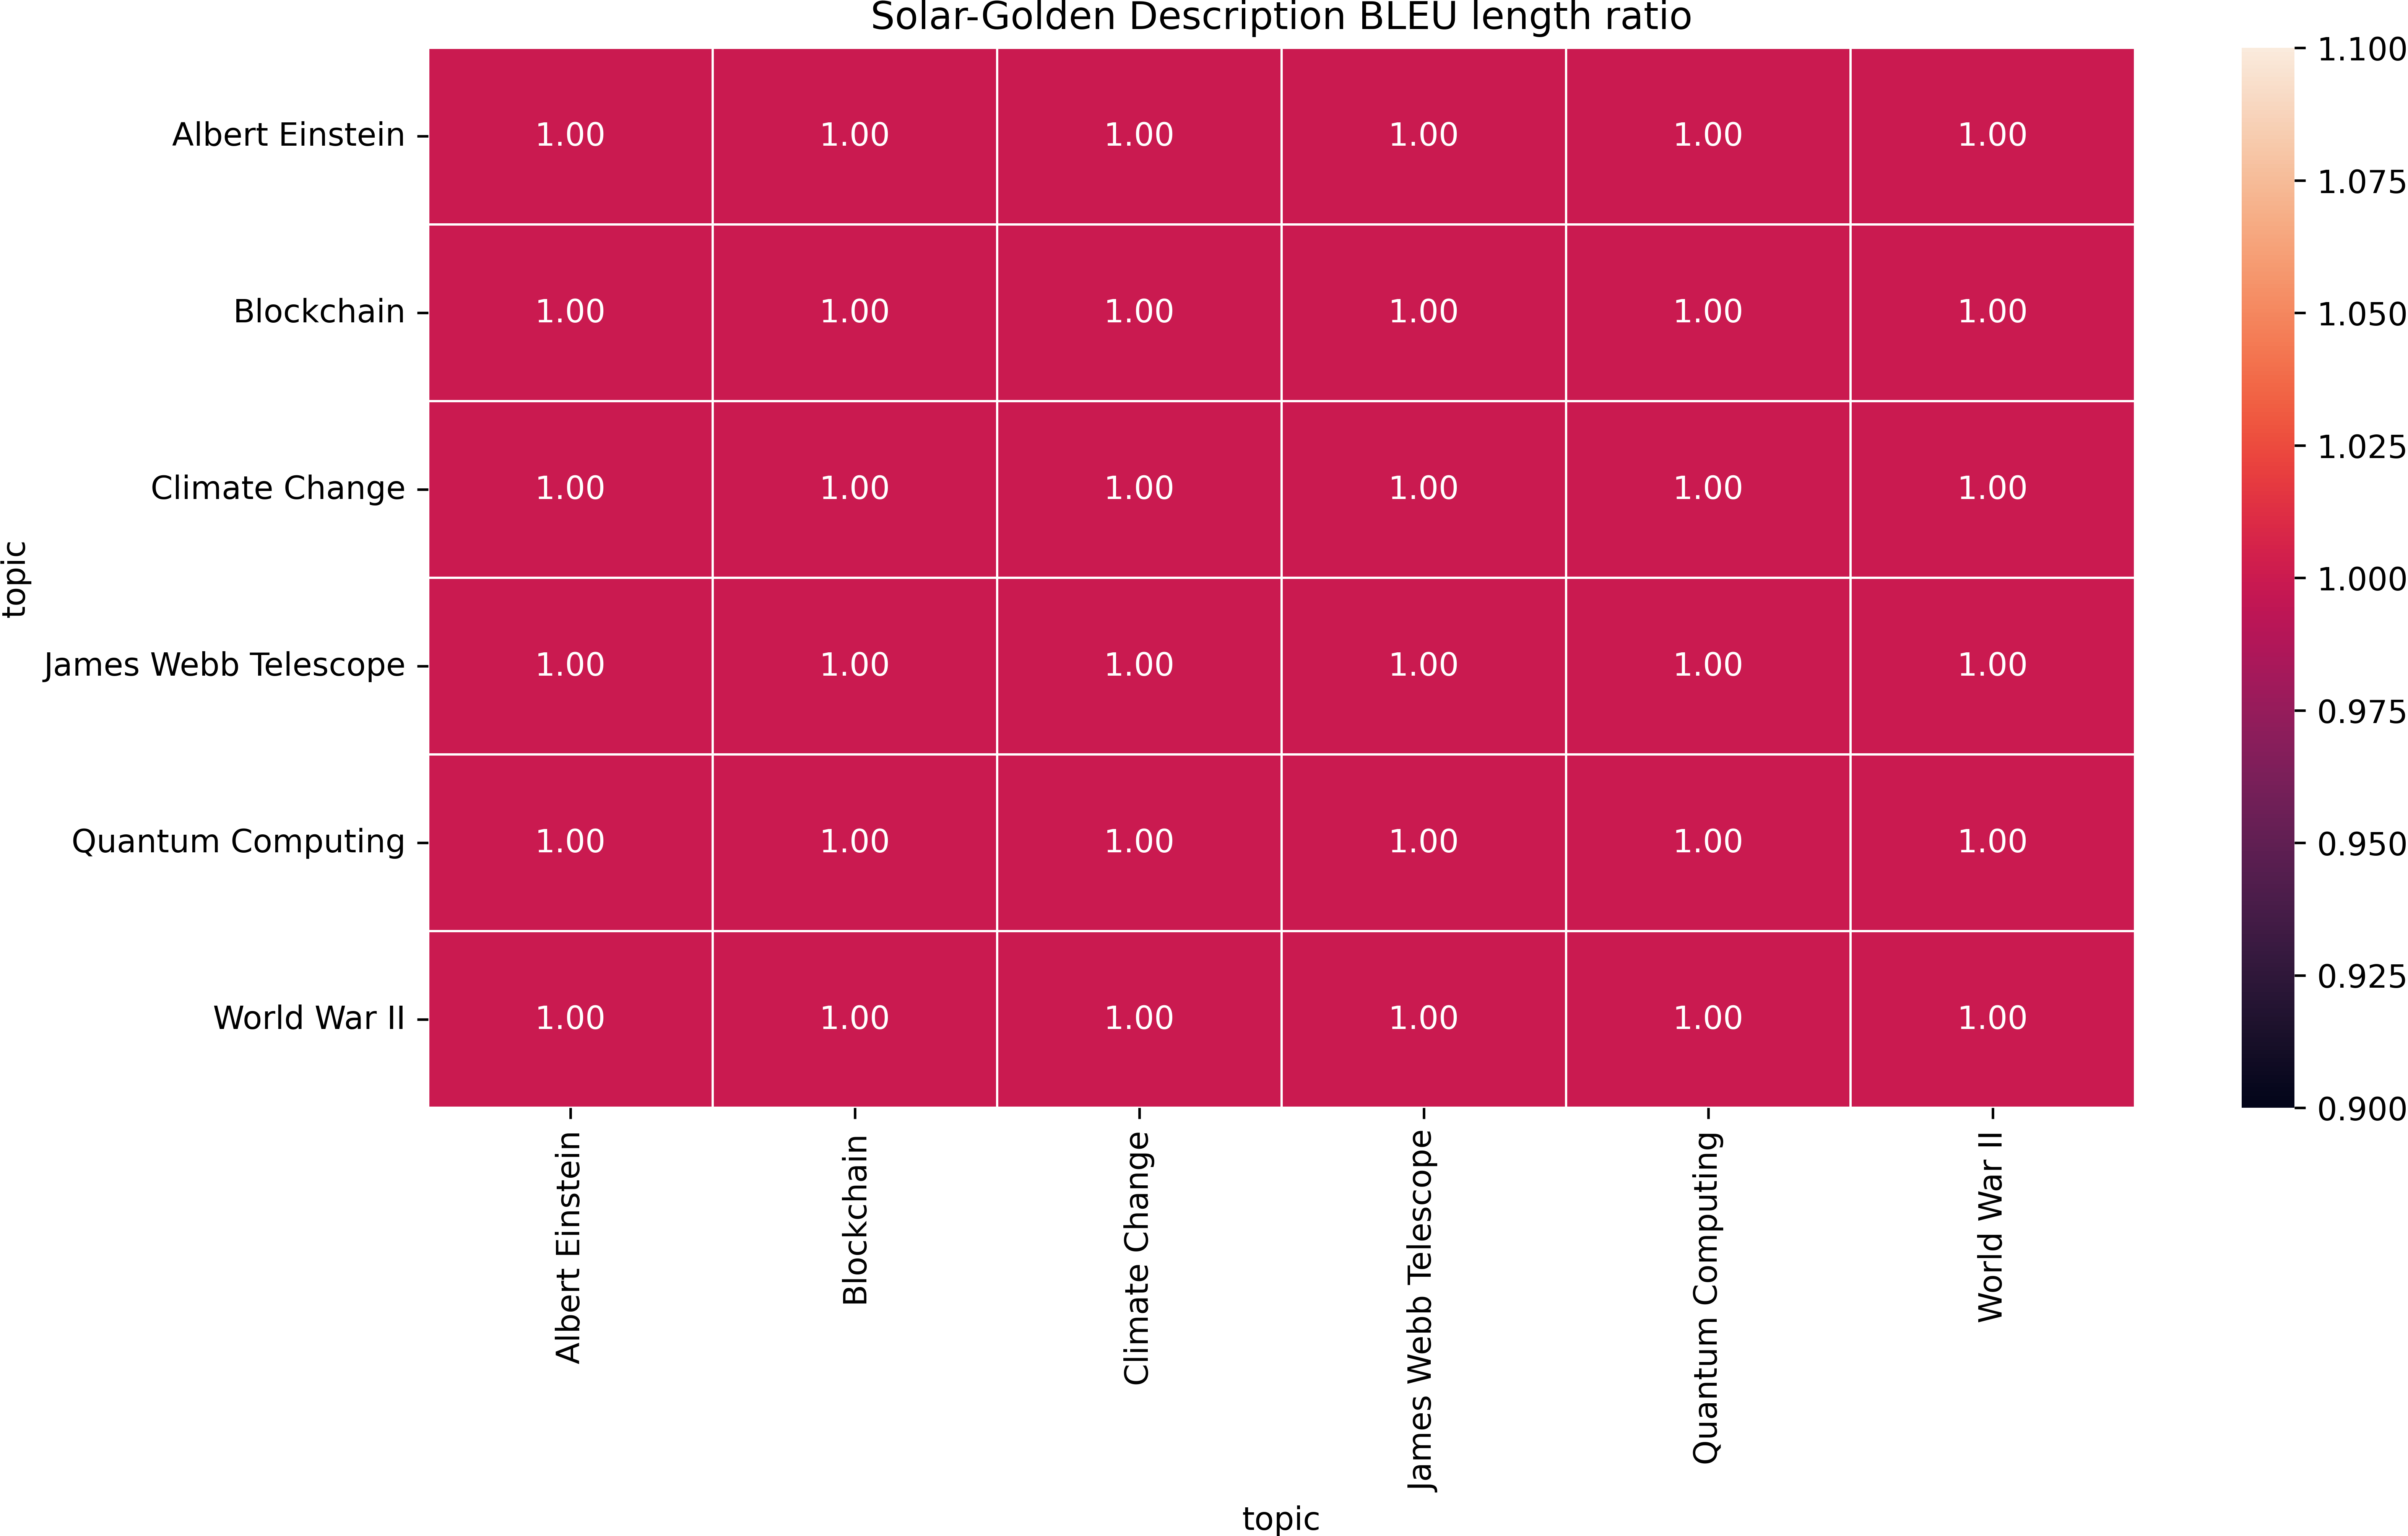 Solar-Golden Description BLEU length ratio
topic
Albert Einstein 1.00 1.00 1.00 1.00 1.00 1.00
Blockchain 1.00 1.00 1.00 1.00 1.00 1.00
Climate Change 1.00 1.00 1.00 1.00 1.00 1.00
James Webb Telescope 1.00 1.00 1.00 1.00 1.00 1.00
Quantum Computing 1.00 1.00 1.00 1.00 1.00 1.00
World War II 1.00 1.00 1.00 1.00 1.00 1.00
Albert Einstein
Blockchain
Climate Change
James Webb Telescope
Quantum Computing
World War II
topic
1.100
1.075
1.050
1.025
1.000
0.975
0.950
0.925
0.900